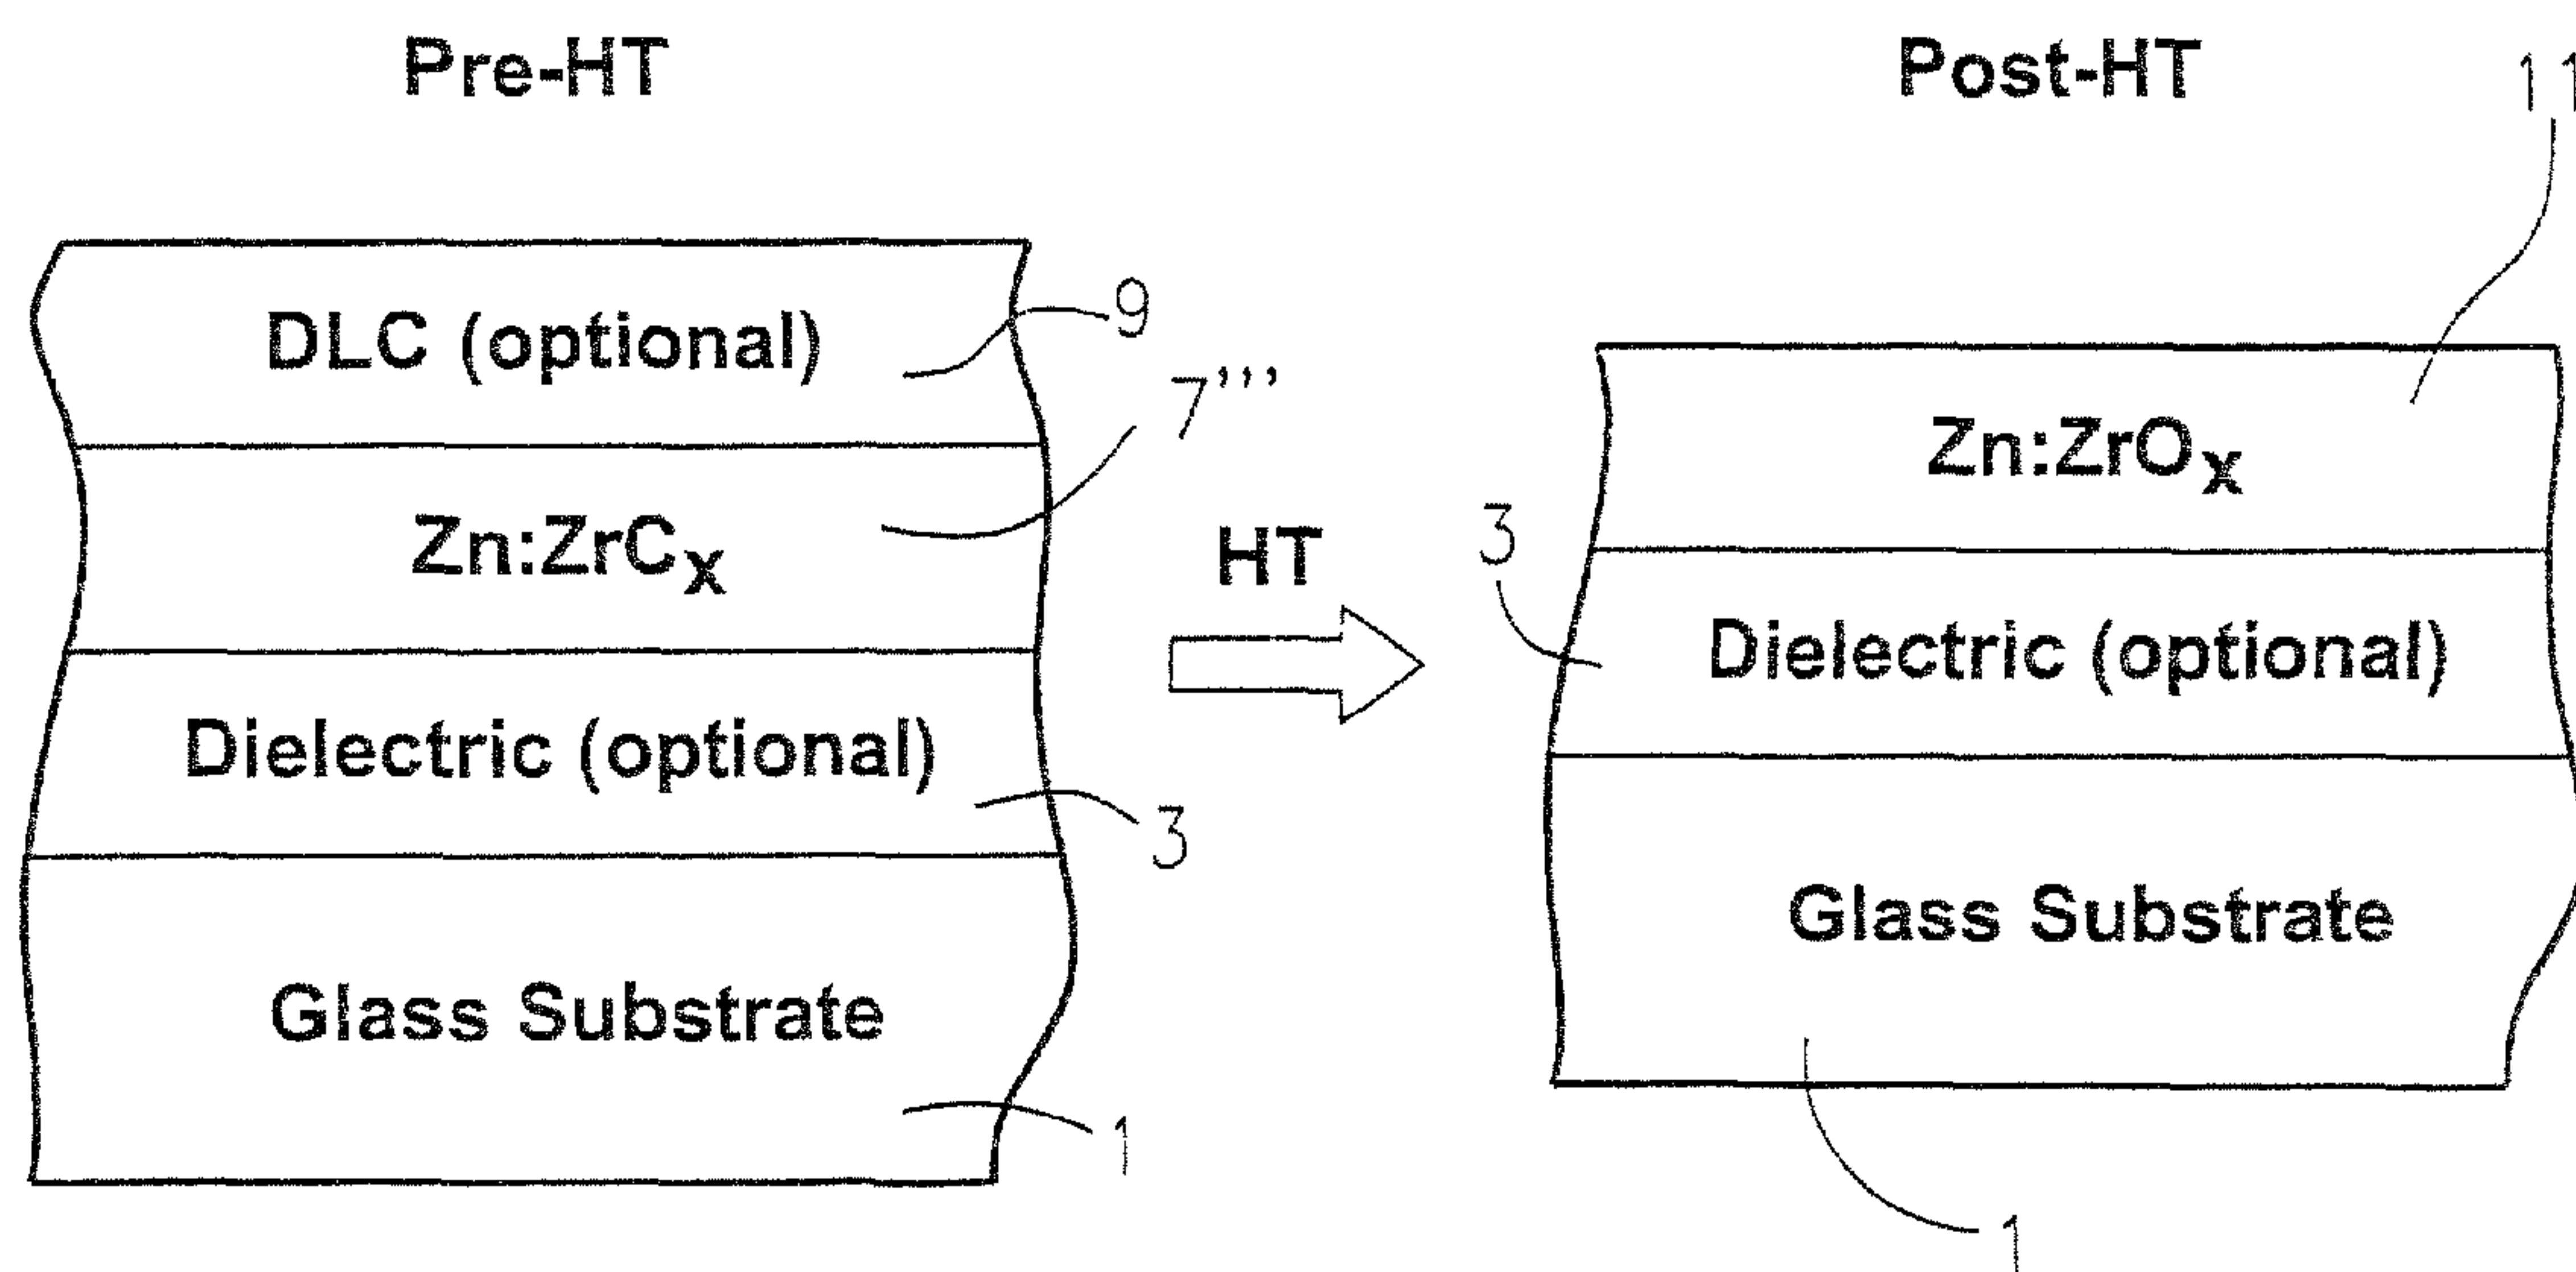 Pre-HT
Post-HT
11
DLC (optional)
9
7'''
Zn:ZrCx
Dielectric (optional)
3
Glass Substrate
1
HT
Zn:ZrOx
3
Dielectric (optional)
Glass Substrate
1